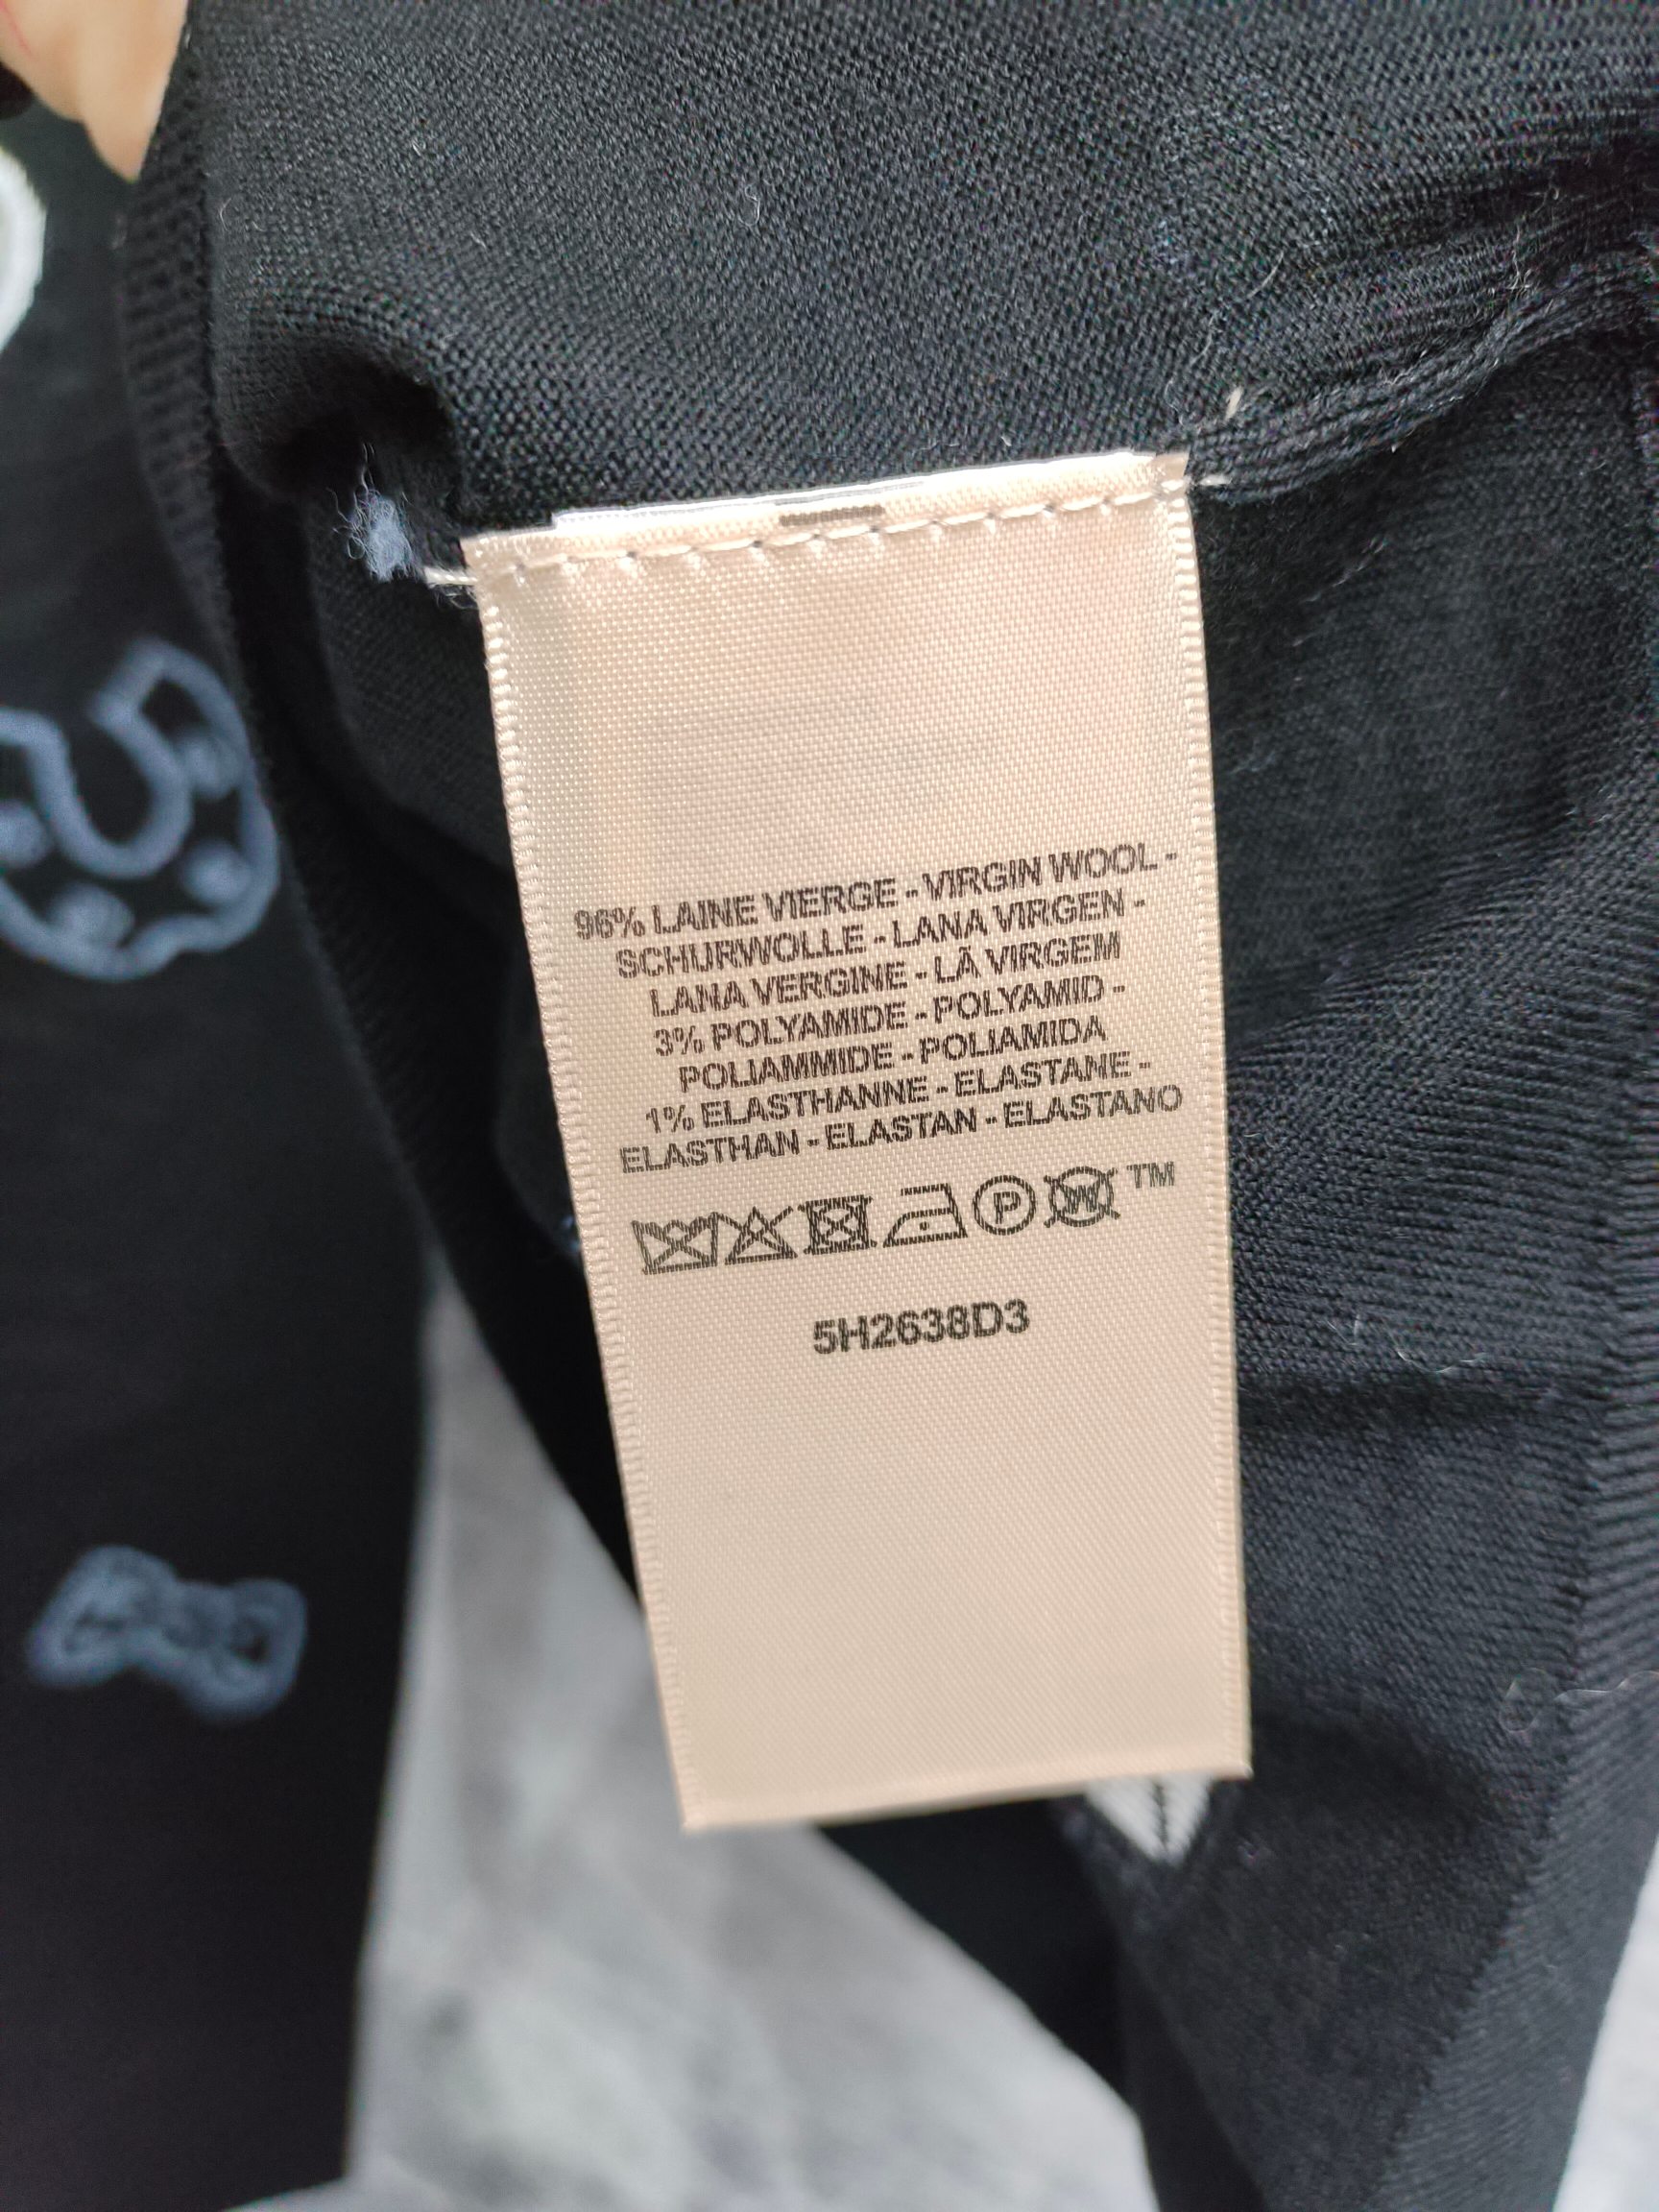 96% LAINE VIERGE - VIRGIN WOOL -
SCHURWOLLE - LANA VIRGEN -
LANA VERGINE - LÃ VIRGEM
3% POLYAMIDE - POLYAMID -
POLIAMMIDE - POLIAMIDA
1% ELASTHANNE - ELASTANE -
ELASTHAN - ELASTAN - ELASTANO
P W TM
5H2638D3